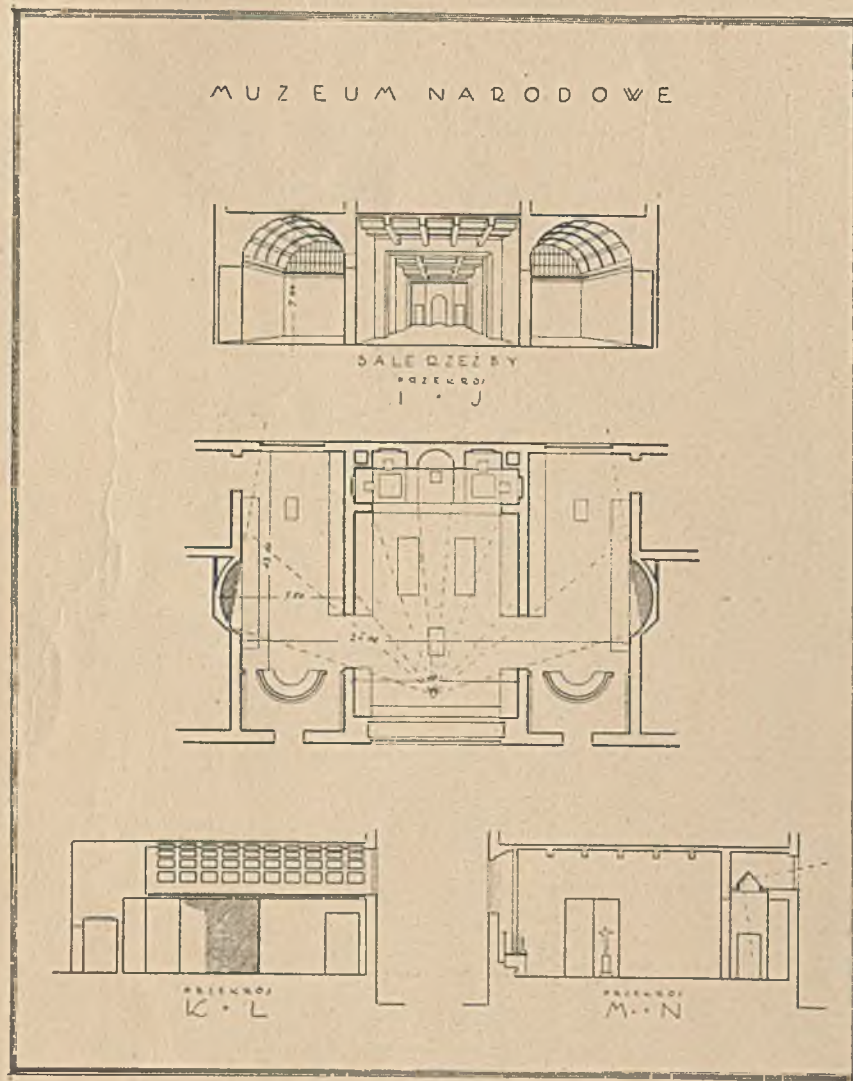 MUZEUM NARODOWE
SALE RZEŹBY
PRZEKRÓJ
I · J
PRZEKRÓJ
K · L
PRZEKRÓJ
M · N